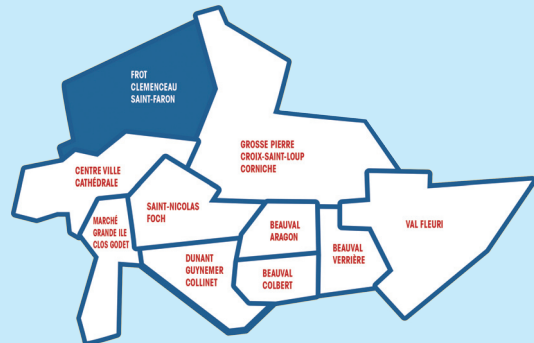 FROT
CLEMENCEAU
SAINT-FARON
GROSSE PIERRE
CROIX-SAINT-LOUP
CORNICHE
CENTRE VILLE
CATHÉDRALE
SAINT-NICOLAS
FOCH
MARCHÉ
GRANDE ILE
CLOS GODET
BEAUVAL
ARAGON
VAL FLEURI
BEAUVAL
VERRIÈRE
DUNANT
GUYNEMER
COLLINET
BEAUVAL
COLBERT